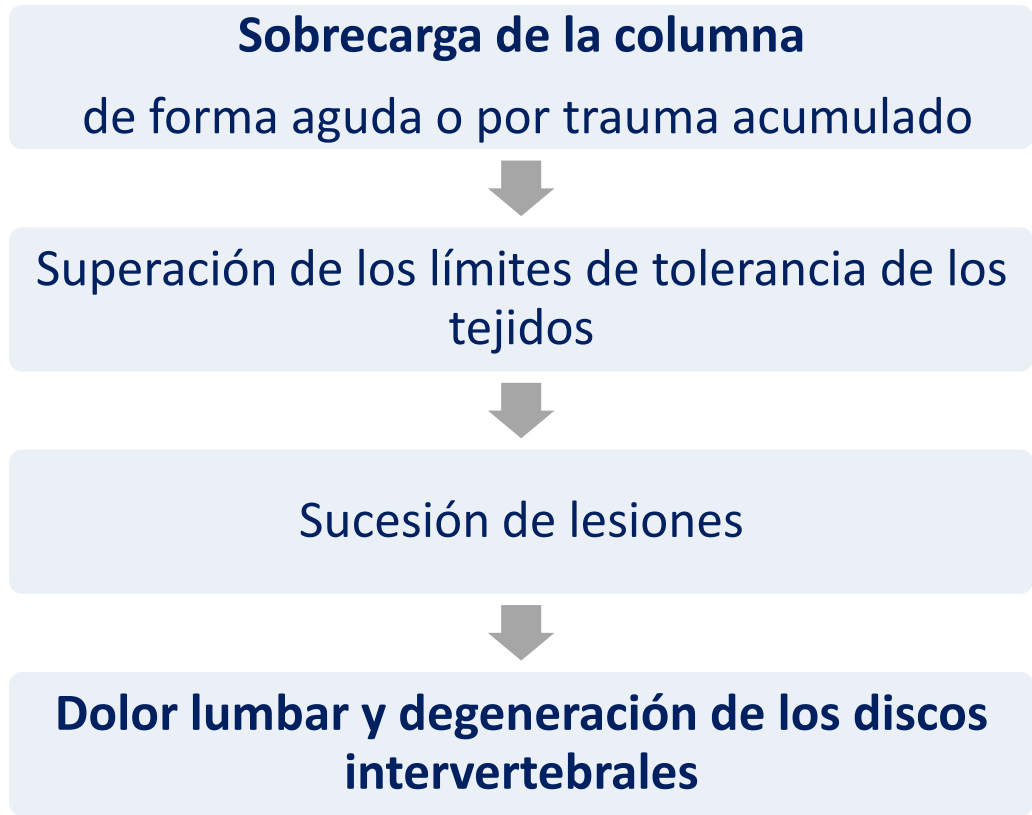 Sobrecarga de la columna
de forma aguda o por trauma acumulado
Superación de los límites de tolerancia de los
tejidos
Sucesión de lesiones
Dolor lumbar y degeneración de los discos
intervertebrales